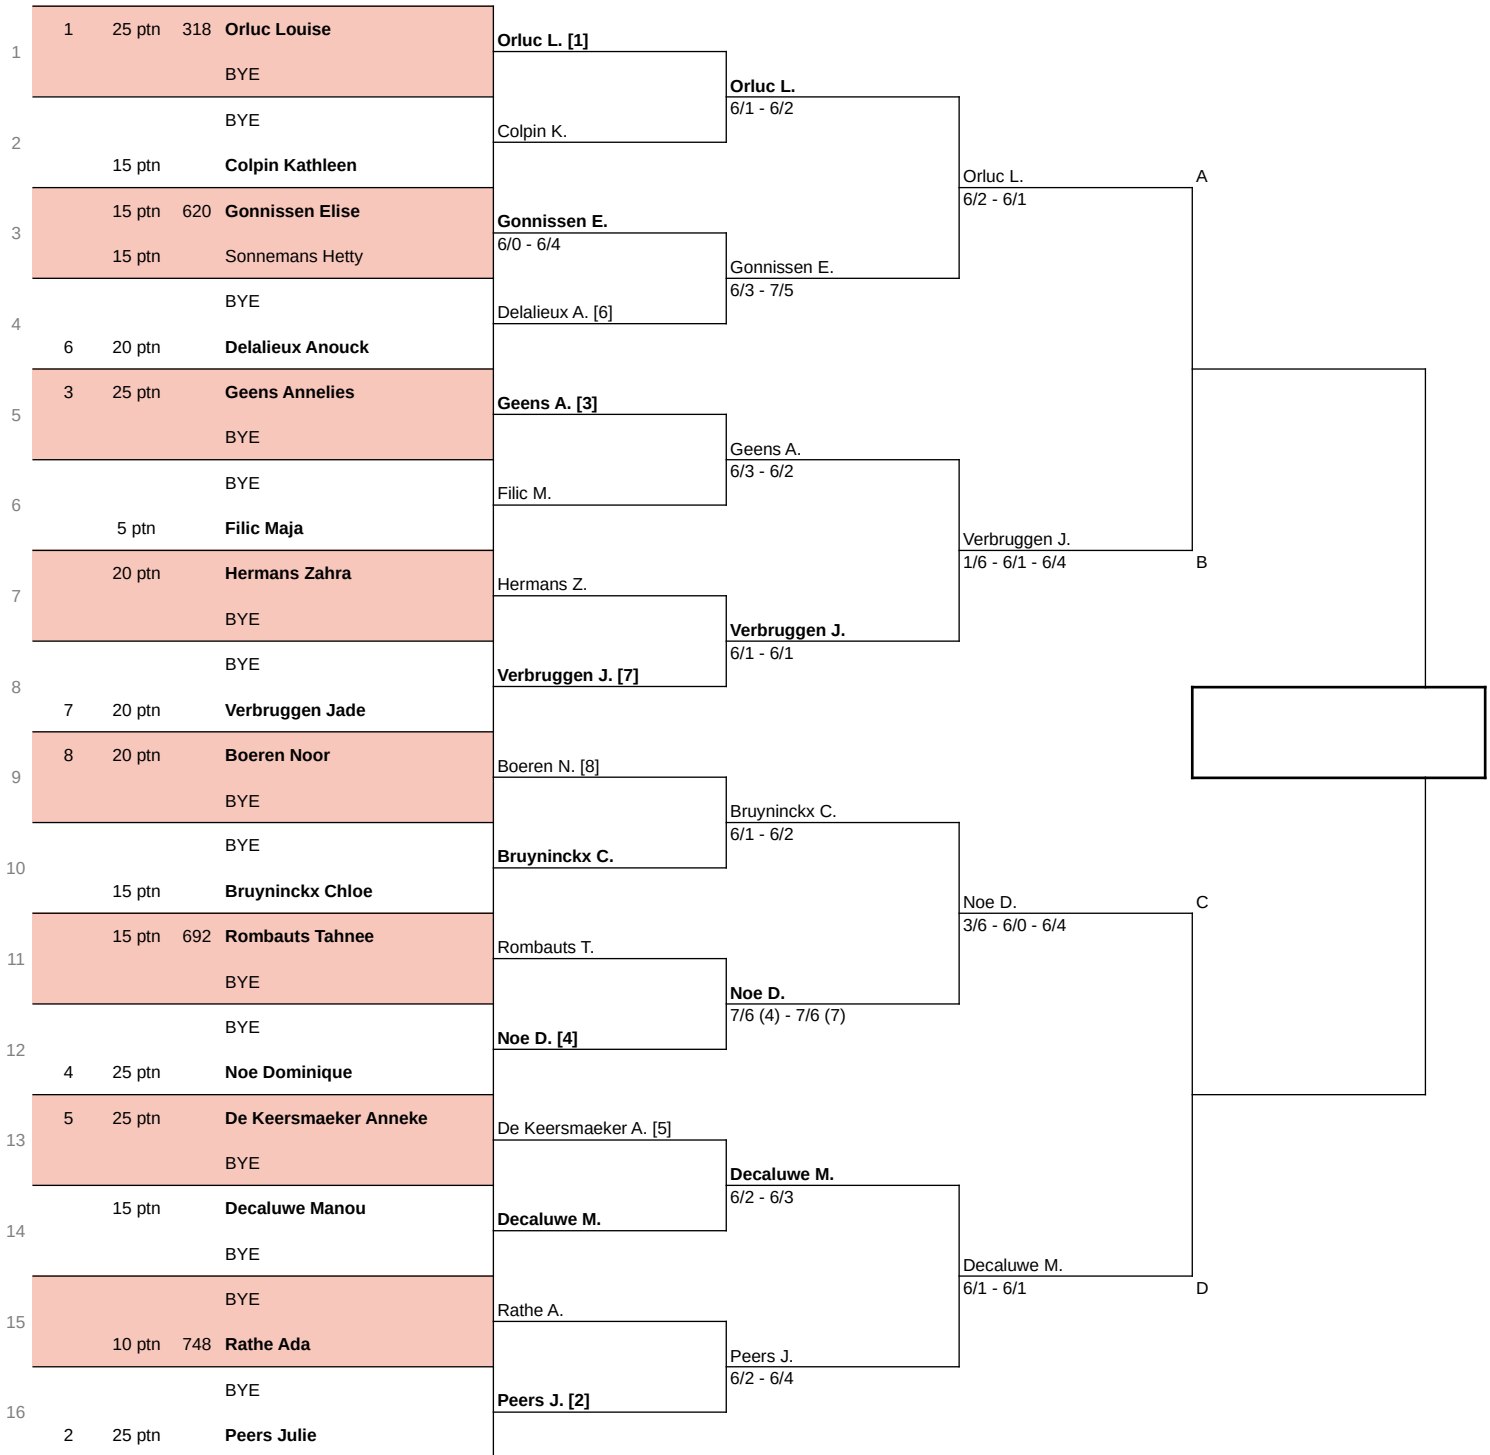 1 25 ptn 318 Orluc Louise
Orluc L. [1]
1
BYE
Orluc L.
6/1 - 6/2
BYE
Colpin K.
2
15 ptn Colpin Kathleen
Orluc L. A
6/2 - 6/1
15 ptn 620 Gonnissen Elise
Gonnissen E.
3
6/0 - 6/4
15 ptn Sonnemans Hetty
Gonnissen E.
6/3 - 7/5
BYE
Delalieux A. [6]
4
6 20 ptn Delalieux Anouck
3 25 ptn Geens Annelies
Geens A. [3]
5
BYE
Geens A.
6/3 - 6/2
BYE
Filic M.
6
5 ptn Filic Maja
Verbruggen J.
1/6 - 6/1 - 6/4 B
20 ptn Hermans Zahra
Hermans Z.
7
BYE
Verbruggen J.
6/1 - 6/1
BYE
Verbruggen J. [7]
8
7 20 ptn Verbruggen Jade
8 20 ptn Boeren Noor
Boeren N. [8]
9
BYE
Bruyninckx C.
6/1 - 6/2
BYE
Bruyninckx C.
10
15 ptn Bruyninckx Chloe
Noe D. C
3/6 - 6/0 - 6/4
15 ptn 692 Rombauts Tahnee
Rombauts T.
11
BYE
Noe D.
7/6 (4) - 7/6 (7)
BYE
Noe D. [4]
12
4 25 ptn Noe Dominique
5 25 ptn De Keersmaeker Anneke
De Keersmaeker A. [5]
13
BYE
Decaluwe M.
6/2 - 6/3
15 ptn Decaluwe Manou
Decaluwe M.
14
BYE
Decaluwe M.
6/1 - 6/1 D
BYE
Rathe A.
15
10 ptn 748 Rathe Ada
Peers J.
6/2 - 6/4
BYE
Peers J. [2]
16
2 25 ptn Peers Julie